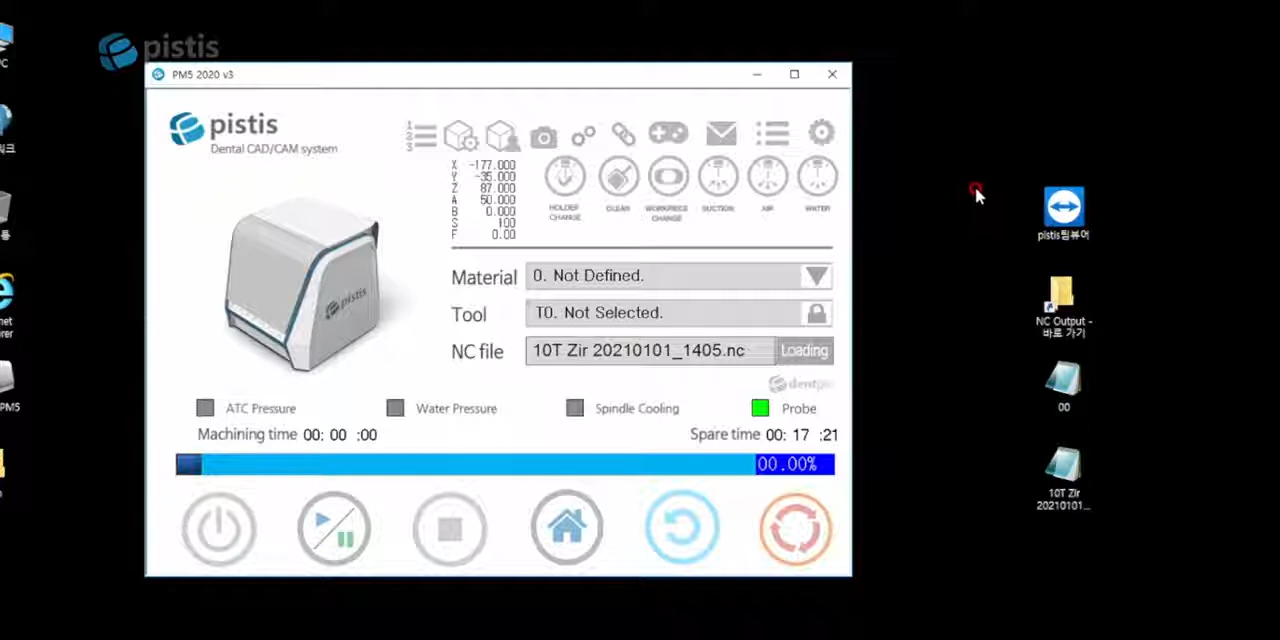 pistis
PM5 2020 v3
pistis
Dental CAD/CAM system
X -177.000
Y -35.000
Z 87.000
A 50.000
B 0.000
S 100
F 0.00
HOLDER CHANGE
CLEAN
WORKPIECE CHANGE
SUCTION
AIR
WATER
pistis
Material 0. Not Defined.
Tool T0. Not Selected.
NC file 10T Zir 20210101_1405.nc Loading
ATC Pressure
Water Pressure
Spindle Cooling
Probe
Machining time 00: 00 :00
Spare time 00: 17 :21
00.00%
PM5
pistis팀뷰어
NC Output -
바로 가기
00
10T Zir
20210101...